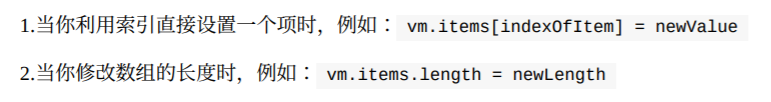 1.当你利用索引直接设置一个项时，例如： vm.items[indexOfItem] = newValue
2.当你修改数组的长度时，例如： vm.items.length = newLength